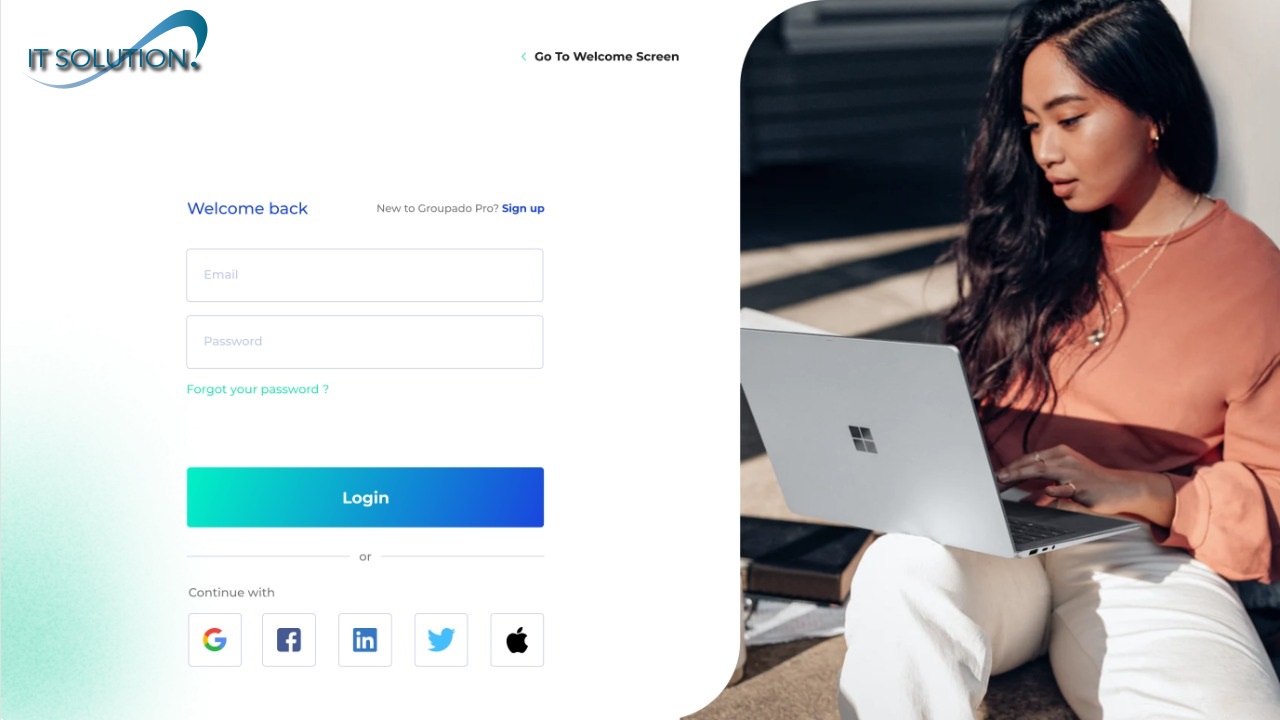 IT SOLUTION.
Go To Welcome Screen
Welcome back
New to Groupado Pro? Sign up
Email
Password
Forgot your password ?
Login
or
Continue with